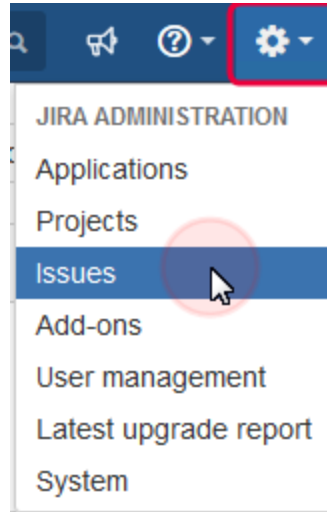 JIRA ADMINISTRATION
Applications
Projects
Issues
Add-ons
User management
Latest upgrade report
System